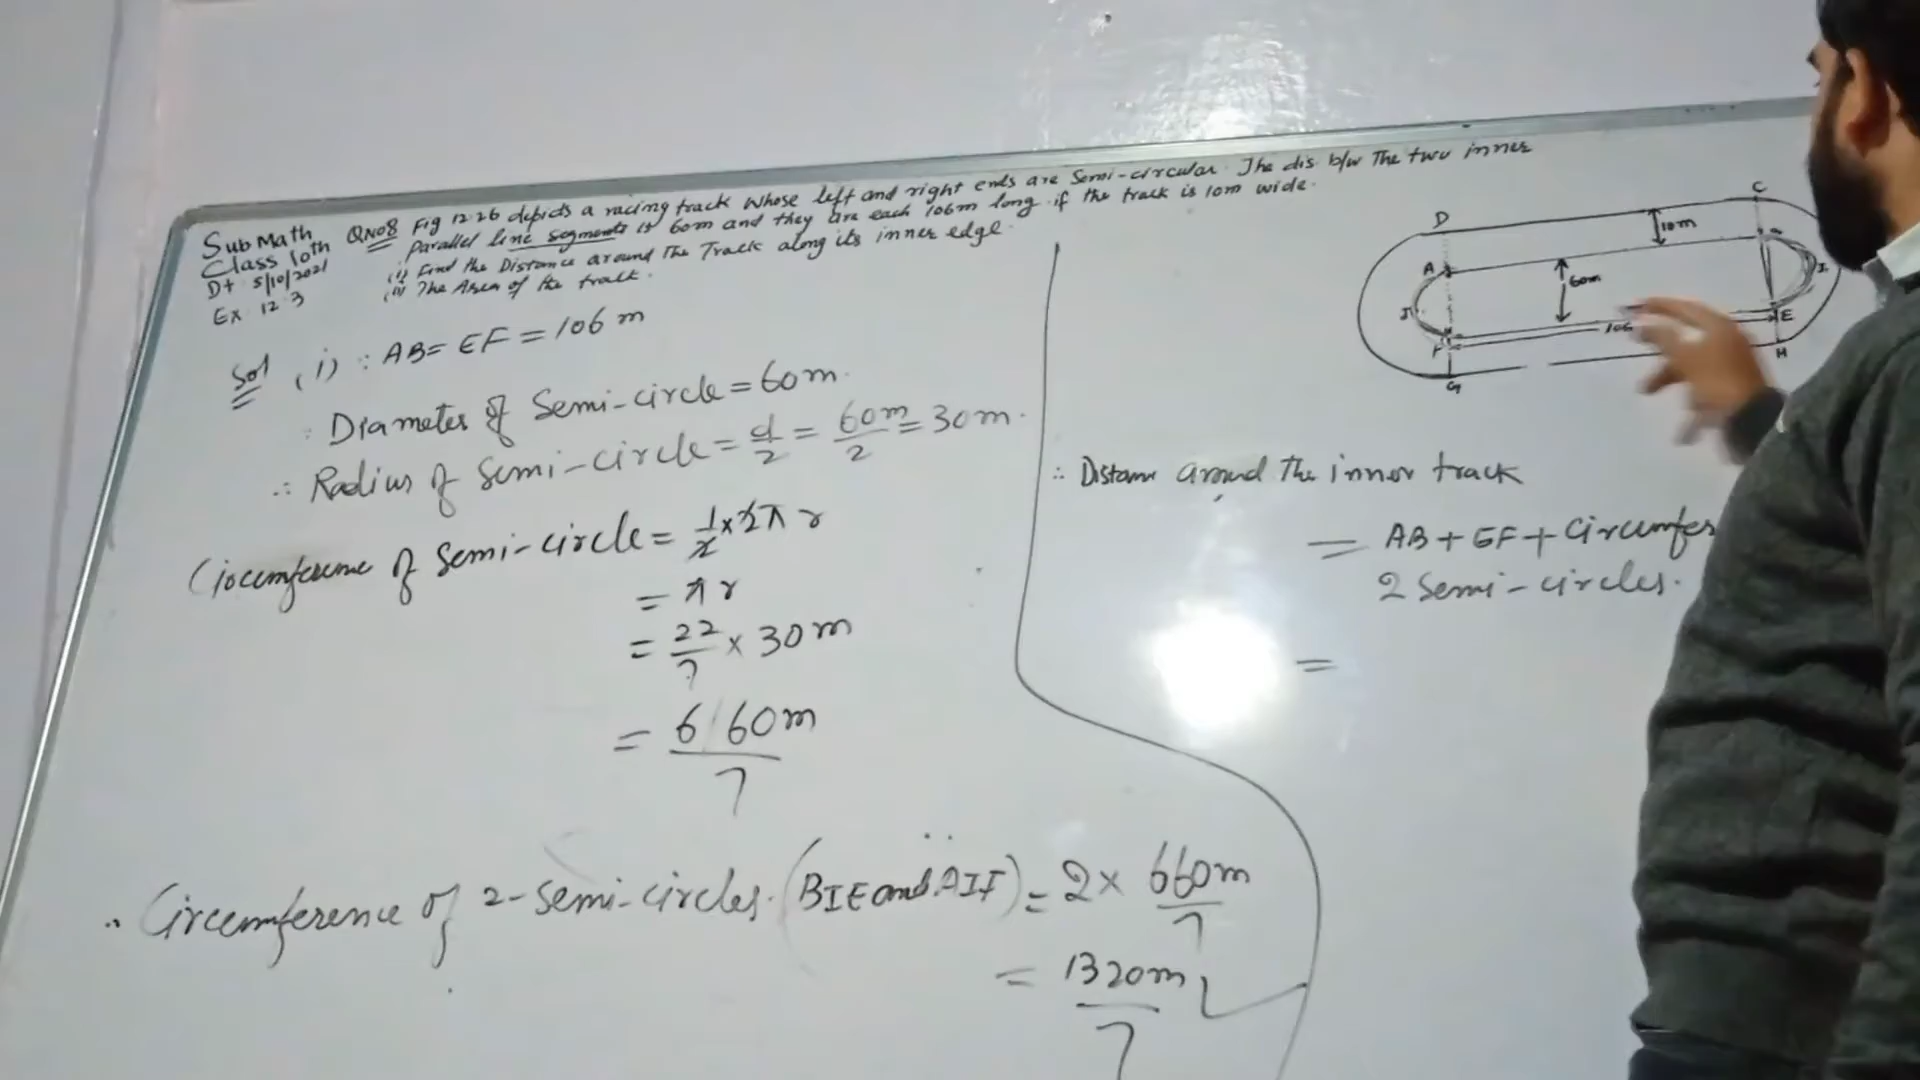 Sub Math
Class 10th
Dt 5/10/2021
Ex 12.3
QNo8 Fig 12.26 depicts a racing track whose left and right ends are Semi-circular. The dis. b/w The two inner
parallel line segments is 60m and they are each 106m long. if the track is 10m wide.
(i) Find the Distance around The Track along its inner edge.
(ii) The Area of the track.
Sol (i) ∵ AB = EF = 106 m
∵ Diameter of Semi-circle = 60m.
∴ Radius of Semi-circle = d/2 = 60m/2 = 30m.
Circumference of Semi-circle = 1/2 × 2πr
= πr
= 22/7 × 30m
= 660m/7
∴ Circumference of 2-semi-circles. (BIE and AJF) = 2 × 660m/7
= 1320m/7
D C
10m
A
60m
I
J
106
E
F
H
G
∴ Distance around The inner track
= AB + EF + Circumfer
2 Semi-circles.
=